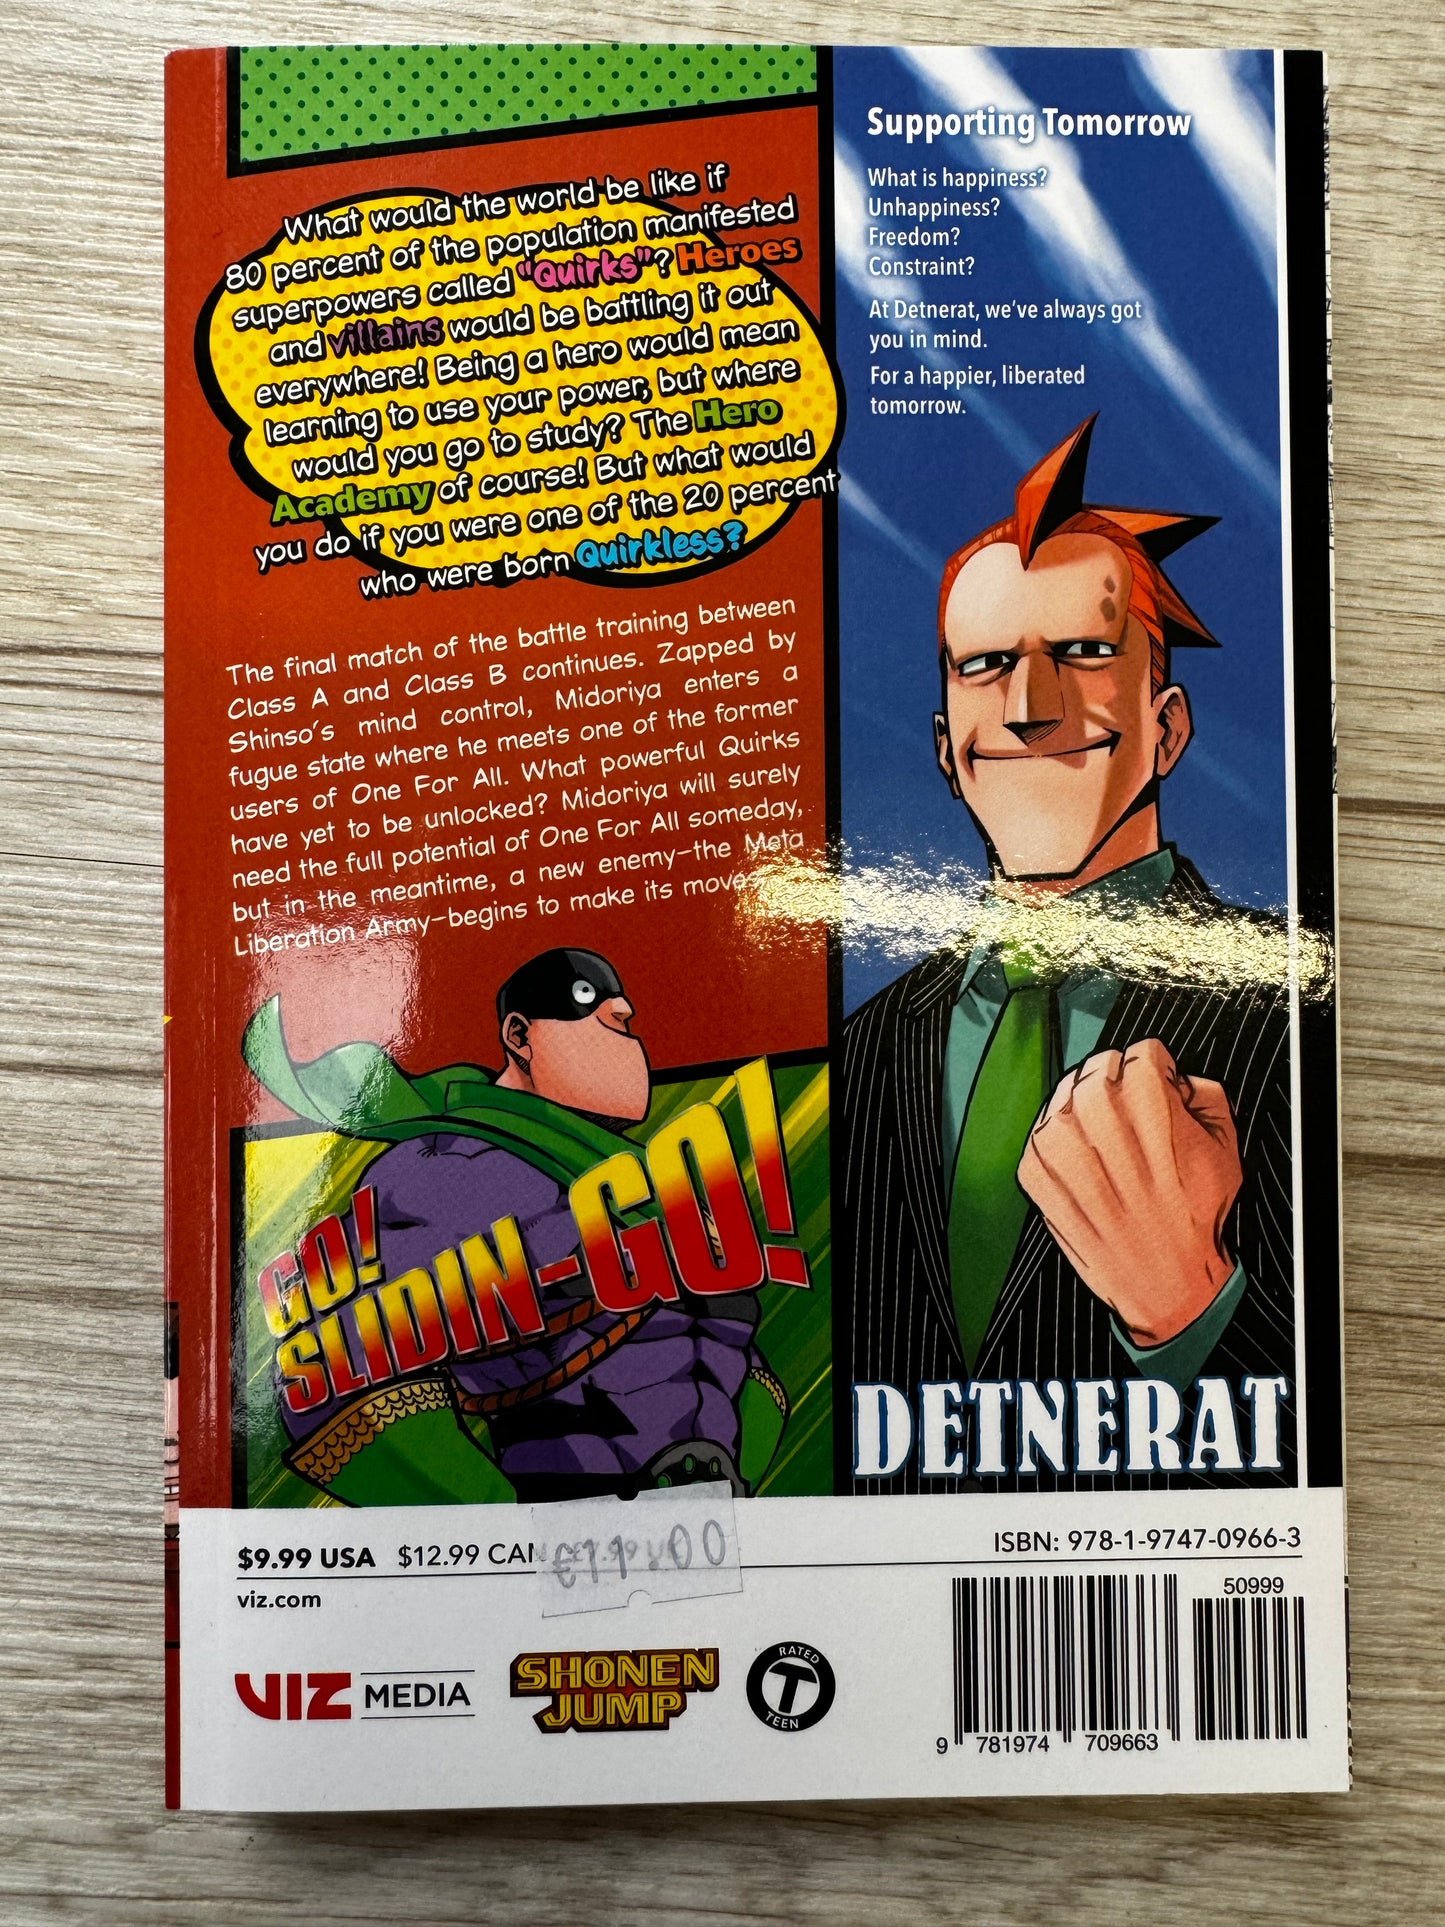 What would the world be like if
80 percent of the population manifested
superpowers called "Quirks"? Heroes
and villains would be battling it out
everywhere! Being a hero would mean
learning to use your power, but where
would you go to study? The Hero
Academy of course! But what would
you do if you were one of the 20 percent
who were born Quirkless?
The final match of the battle training between
Class A and Class B continues. Zapped by
Shinso's mind control, Midoriya enters a
fugue state where he meets one of the former
users of One For All. What powerful Quirks
have yet to be unlocked? Midoriya will surely
need the full potential of One For All someday,
but in the meantime, a new enemy—the Meta
Liberation Army—begins to make its move
GO!
SLIDIN-GO!
Supporting Tomorrow
What is happiness?
Unhappiness?
Freedom?
Constraint?
At Detnerat, we've always got
you in mind.
For a happier, liberated
tomorrow.
DETNERAT
$9.99 USA $12.99 CAN
€11.00
viz.com
ISBN: 978-1-9747-0966-3
50999
VIZ MEDIA
SHONEN
JUMP
RATED
T
TEEN
9 781974 709663